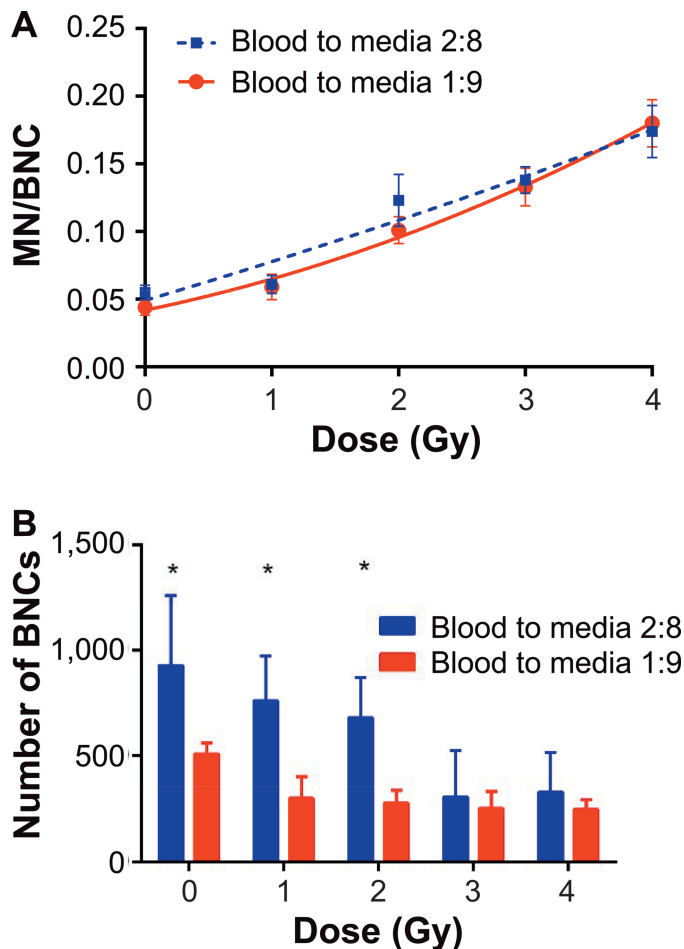 A
0.25
0.20
0.15
0.10
0.05
0.00
MN/BNC
Blood to media 2:8
Blood to media 1:9
0 1 2 3 4
Dose (Gy)
B
1,500
1,000
500
0
Number of BNCs
* * *
Blood to media 2:8
Blood to media 1:9
0 1 2 3 4
Dose (Gy)